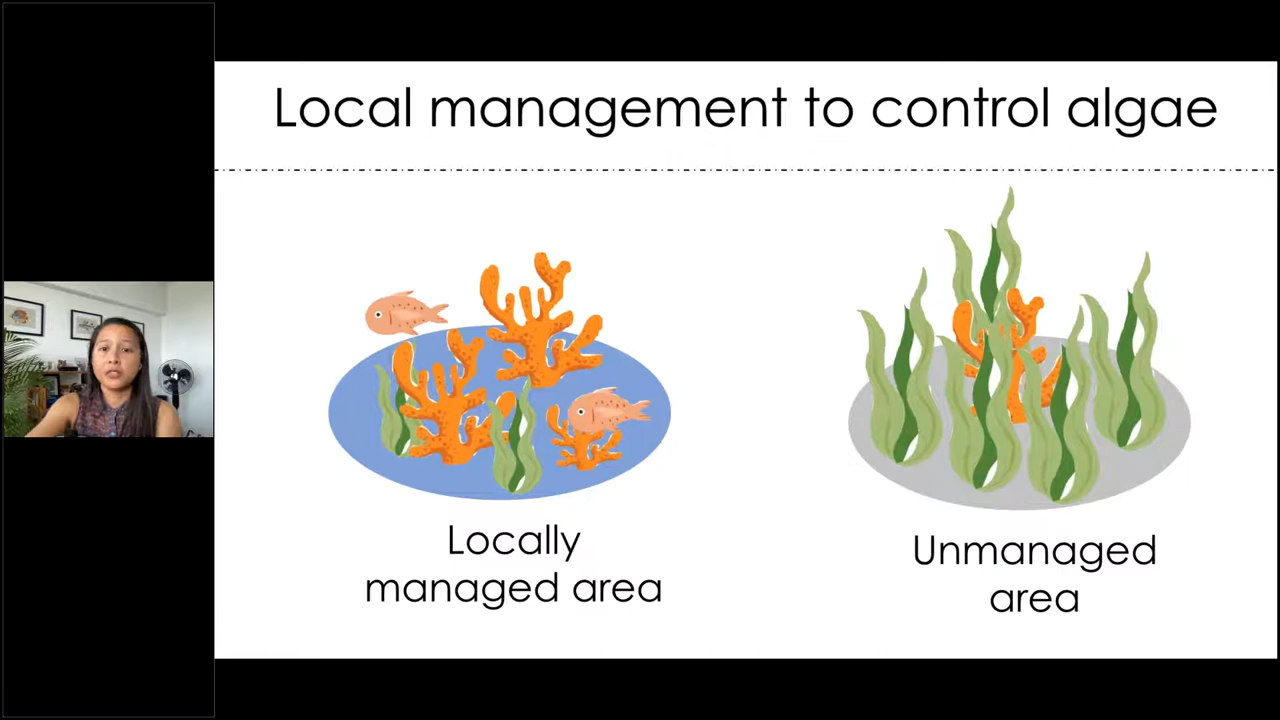 Local management to control algae
Locally
managed area
Unmanaged
area